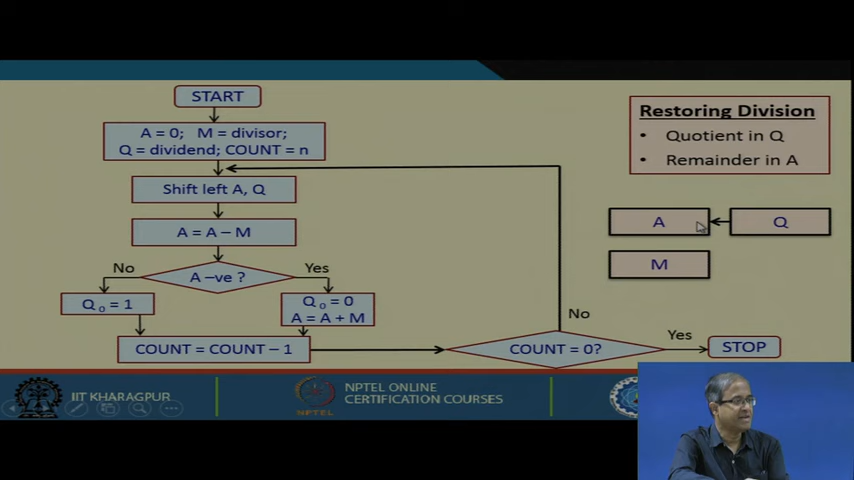 START
A = 0; M = divisor;
Q = dividend; COUNT = n
Shift left A, Q
A = A – M
A –ve ?
No
Yes
Q₀ = 1
Q₀ = 0
A = A + M
COUNT = COUNT – 1
COUNT = 0?
No
Yes
STOP
Restoring Division
• Quotient in Q
• Remainder in A
A
Q
M
IIT KHARAGPUR
NPTEL
NPTEL ONLINE
CERTIFICATION COURSES